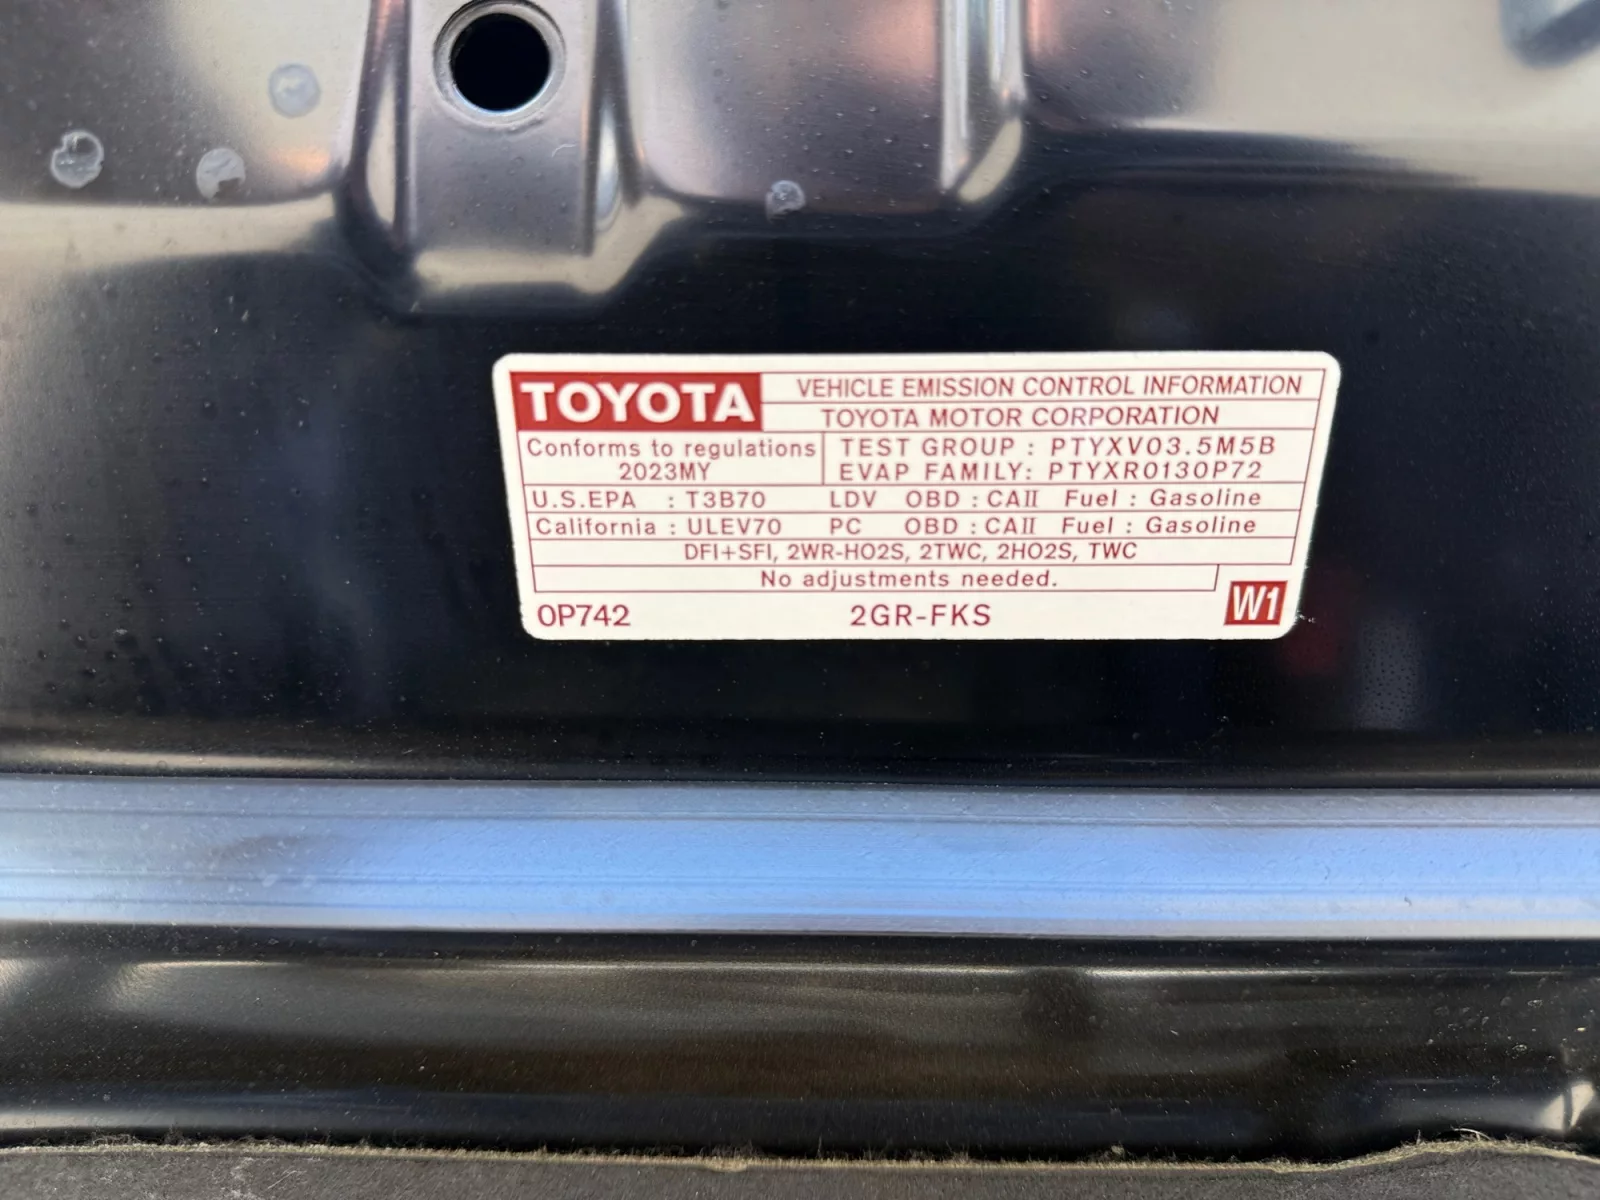 TOYOTA VEHICLE EMISSION CONTROL INFORMATION
TOYOTA MOTOR CORPORATION
Conforms to regulations
2023MY
TEST GROUP : PTYXV03.5M5B
EVAP FAMILY: PTYXR0130P72
U.S.EPA : T3B70 LDV OBD : CAII Fuel : Gasoline
California : ULEV70 PC OBD : CAII Fuel : Gasoline
DFI+SFI, 2WR-HO2S, 2TWC, 2HO2S, TWC
No adjustments needed.
0P742 2GR-FKS W1